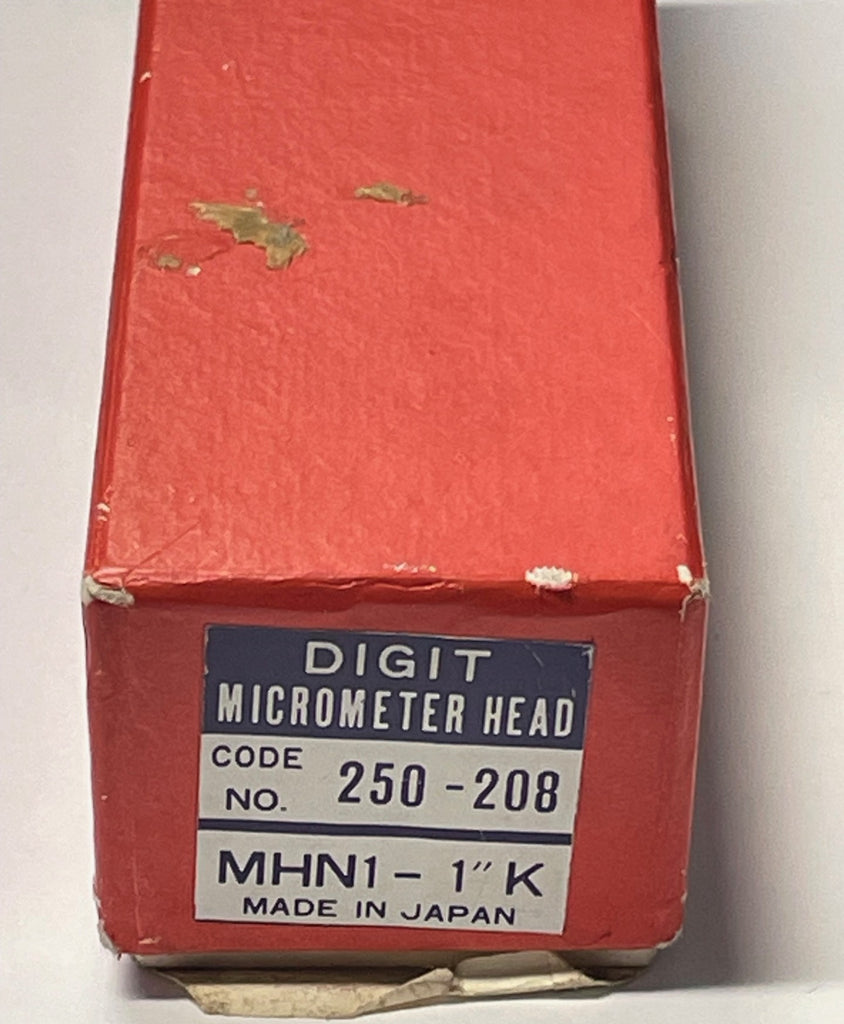 DIGIT
MICROMETER HEAD
CODE NO. 250-208
MHN1- 1" K
MADE IN JAPAN